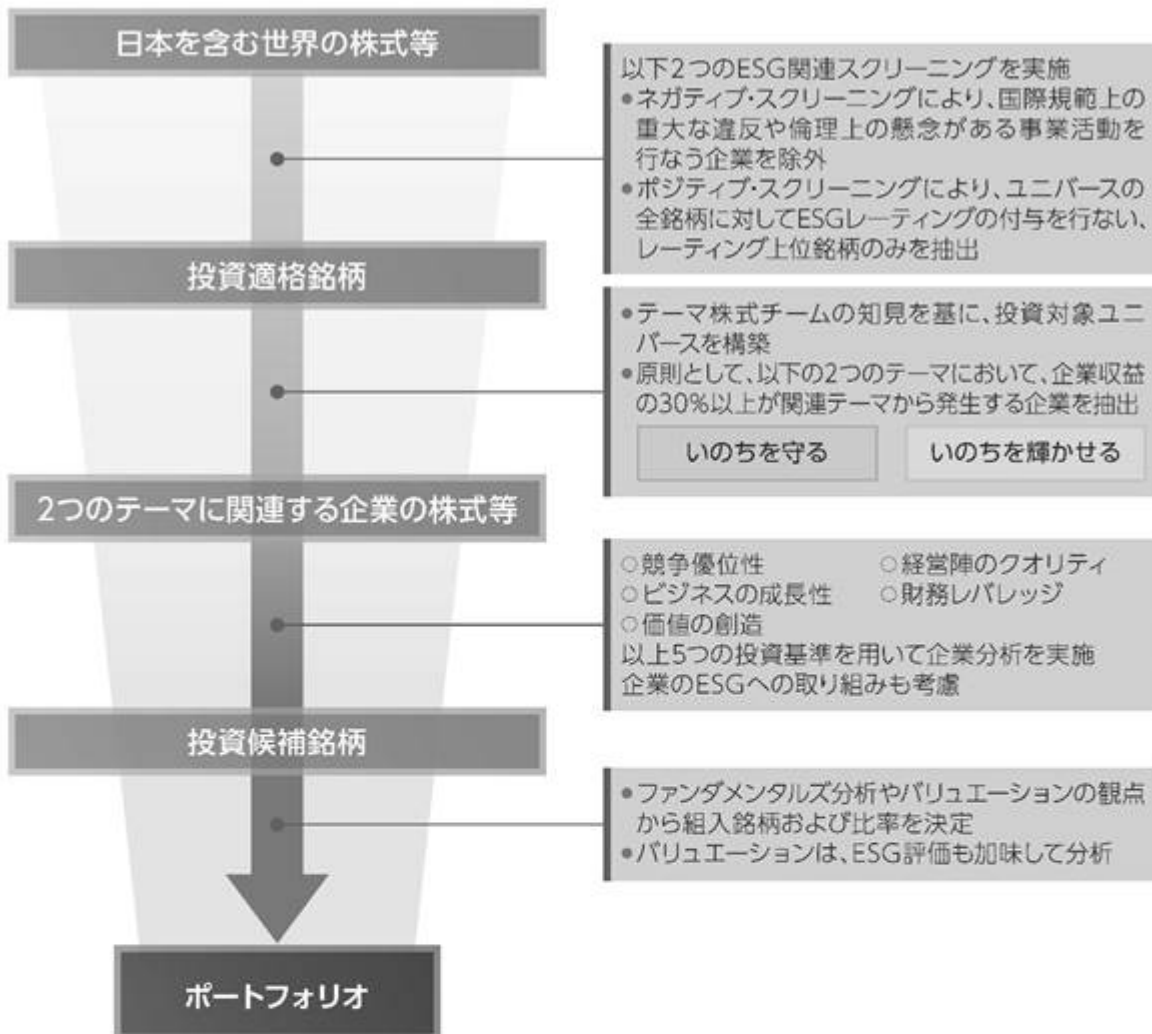 日本を含む世界の株式等
以下2つのESG関連スクリーニングを実施
●ネガティブ・スクリーニングにより、国際規範上の
重大な違反や倫理上の懸念がある事業活動を
行なう企業を除外
●ポジティブ・スクリーニングにより、ユニバースの
全銘柄に対してESGレーティングの付与を行ない、
レーティング上位銘柄のみを抽出
投資適格銘柄
●テーマ株式チームの知見を基に、投資対象ユニ
バースを構築
●原則として、以下の2つのテーマにおいて、企業収益
の30%以上が関連テーマから発生する企業を抽出
いのちを守る
いのちを輝かせる
2つのテーマに関連する企業の株式等
○競争優位性 ○経営陣のクオリティ
○ビジネスの成長性 ○財務レバレッジ
○価値の創造
以上5つの投資基準を用いて企業分析を実施
企業のESGへの取り組みも考慮
投資候補銘柄
●ファンダメンタルズ分析やバリュエーションの観点
から組入銘柄および比率を決定
●バリュエーションは、ESG評価も加味して分析
ポートフォリオ